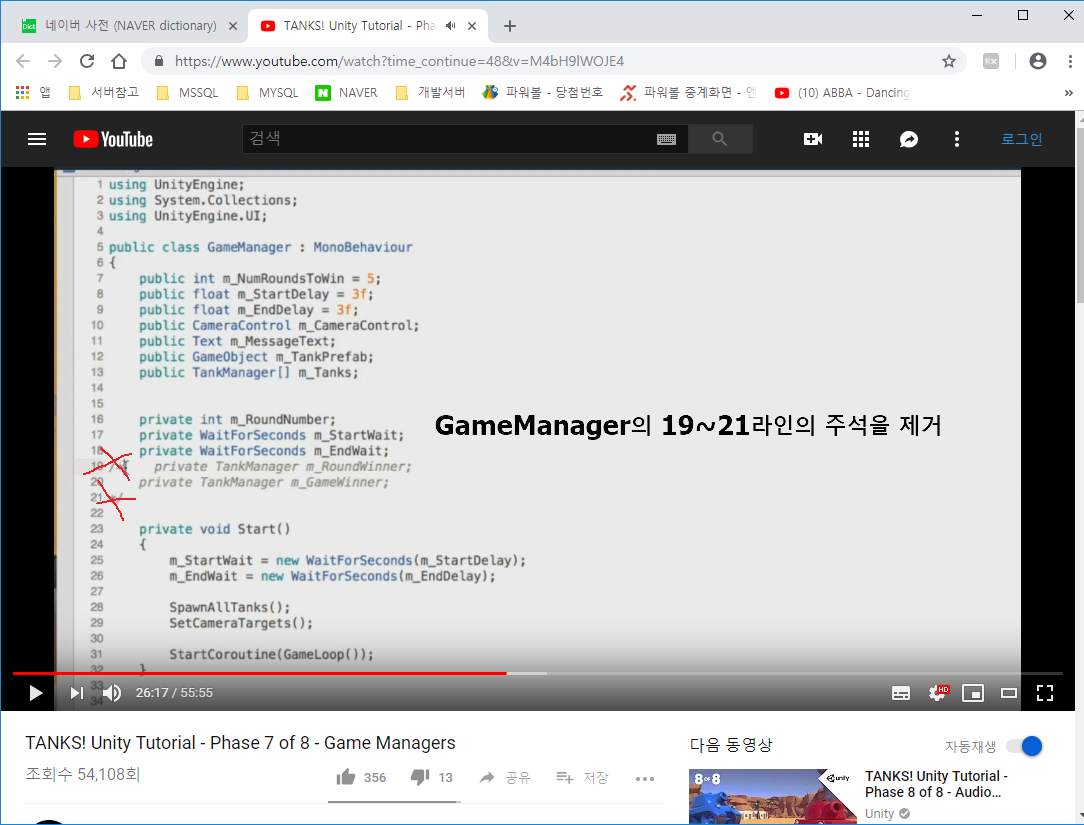 네이버 사전 (NAVER dictionary)
TANKS! Unity Tutorial - Pha
https://www.youtube.com/watch?time_continue=48&v=M4bH9lWOJE4
앱 서버참고 MSSQL MYSQL NAVER 개발서버 파워볼 - 당첨번호 파워볼 중계화면 - (10) ABBA - Dancing
YouTube 검색 로그인
1 using UnityEngine;
2 using System.Collections;
3 using UnityEngine.UI;
4
5 public class GameManager : MonoBehaviour
6 {
7 public int m_NumRoundsToWin = 5;
8 public float m_StartDelay = 3f;
9 public float m_EndDelay = 3f;
10 public CameraControl m_CameraControl;
11 public Text m_MessageText;
12 public GameObject m_TankPrefab;
13 public TankManager[] m_Tanks;
14
15
16 private int m_RoundNumber;
17 private WaitForSeconds m_StartWait;
18 private WaitForSeconds m_EndWait;
19 private TankManager m_RoundWinner;
20 private TankManager m_GameWinner;
21 */
22
23 private void Start()
24 {
25 m_StartWait = new WaitForSeconds(m_StartDelay);
26 m_EndWait = new WaitForSeconds(m_EndDelay);
27
28 SpawnAllTanks();
29 SetCameraTargets();
30
31 StartCoroutine(GameLoop());
32 }
33
34
GameManager의 19~21라인의 주석을 제거
26:17 / 55:55
HD
TANKS! Unity Tutorial - Phase 7 of 8 - Game Managers
조회수 54,108회
356 13 공유 저장
다음 동영상
자동재생
8 OF 8
unity
TANKS! Unity Tutorial -
Phase 8 of 8 - Audio...
Unity